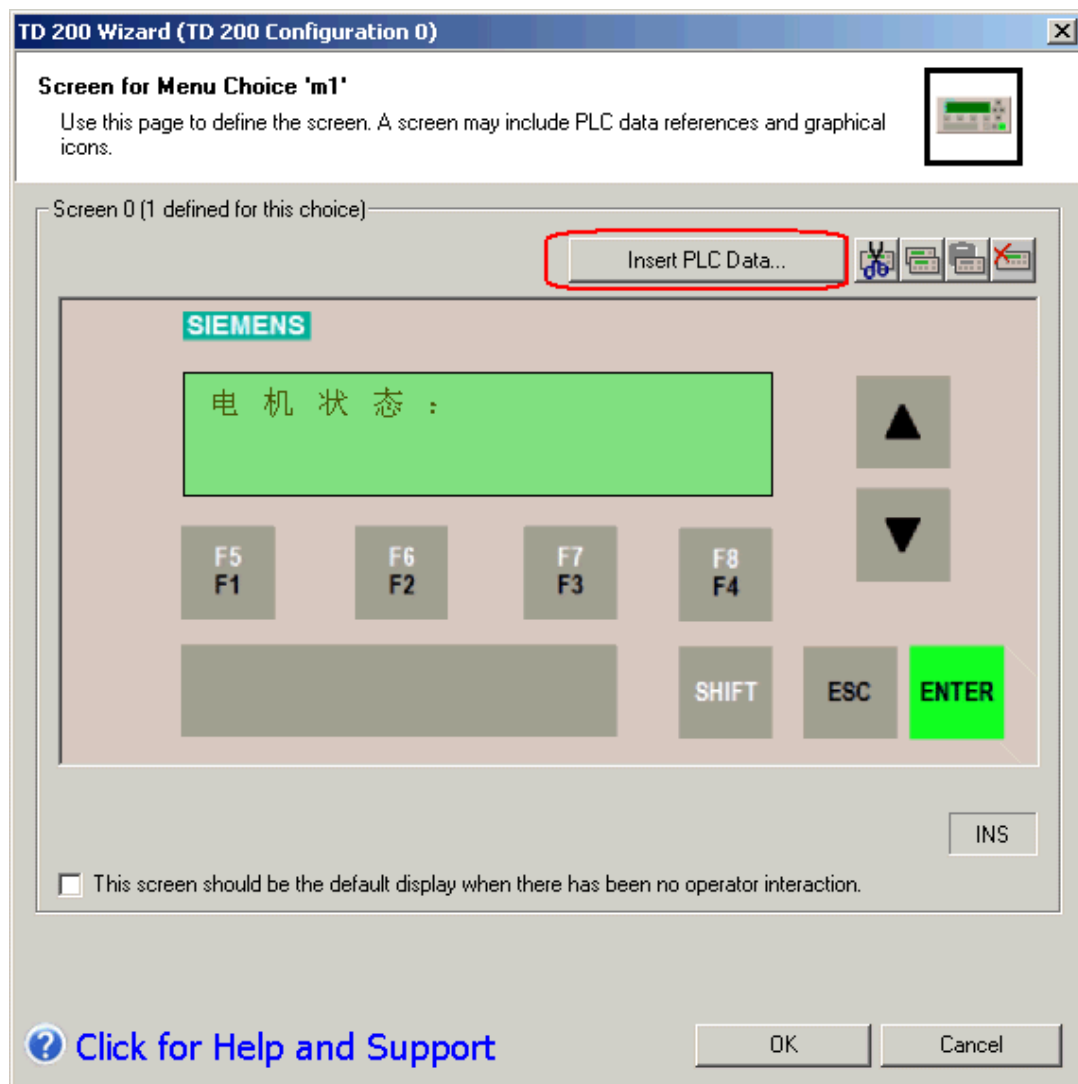 TD 200 Wizard (TD 200 Configuration 0)
Screen for Menu Choice 'm1'
Use this page to define the screen. A screen may include PLC data references and graphical
icons.
Screen 0 (1 defined for this choice)
Insert PLC Data...
SIEMENS
电 机 状 态 :
F5 F6 F7 F8
F1 F2 F3 F4
SHIFT ESC ENTER
INS
This screen should be the default display when there has been no operator interaction.
? Click for Help and Support
OK Cancel